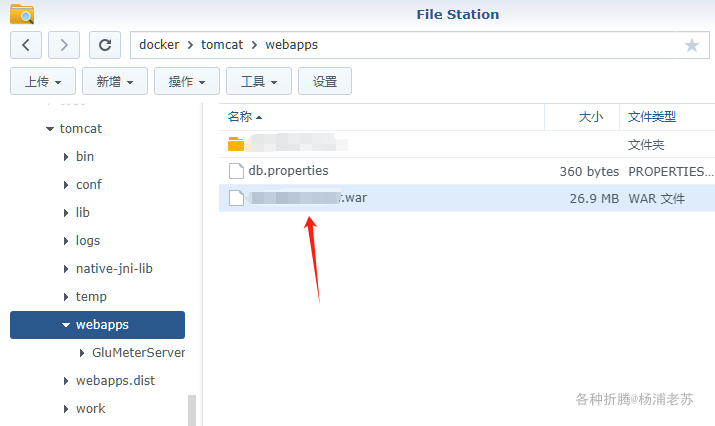 File Station
docker tomcat webapps
上传 新增 操作 工具 设置
名称 大小 文件类型
文件夹
db.properties 360 bytes PROPERTIES...
.war 26.9 MB WAR 文件
tomcat
bin
conf
lib
logs
native-jni-lib
temp
webapps
GluMeterServer
webapps.dist
work
各种折腾@杨浦老苏